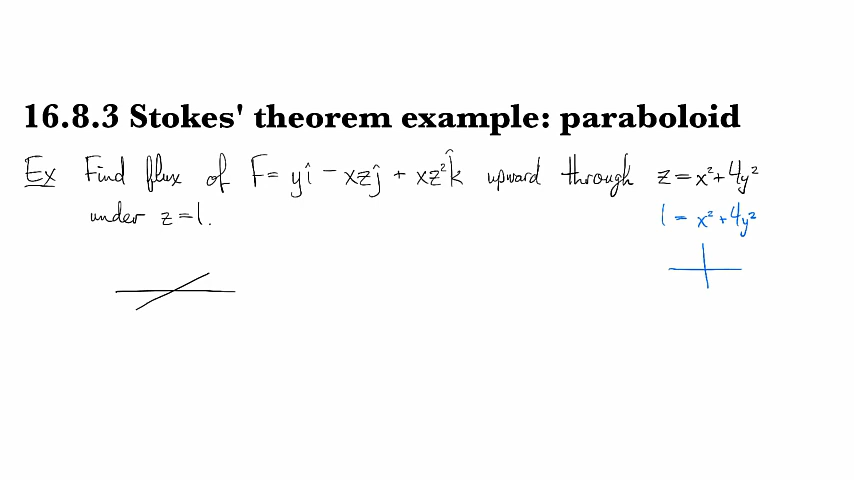 16.8.3 Stokes' theorem example: paraboloid
Ex Find flux of F = yî − xzĵ + xz²k̂ upward through z = x² + 4y²
under z = 1.
1 = x² + 4y²